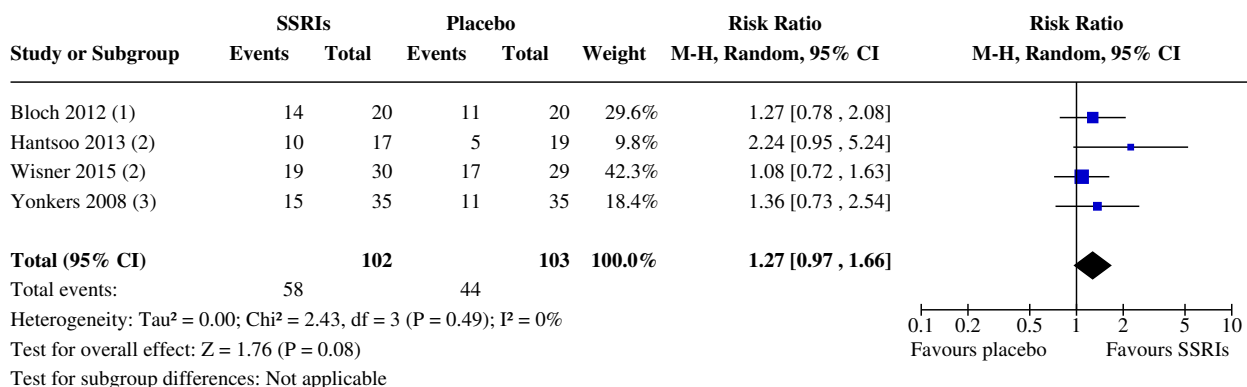 SSRIs Placebo Risk Ratio Risk Ratio
Study or Subgroup Events Total Events Total Weight M-H, Random, 95% CI M-H, Random, 95% CI
Bloch 2012 (1) 14 20 11 20 29.6% 1.27 [0.78 , 2.08]
Hantsoo 2013 (2) 10 17 5 19 9.8% 2.24 [0.95 , 5.24]
Wisner 2015 (2) 19 30 17 29 42.3% 1.08 [0.72 , 1.63]
Yonkers 2008 (3) 15 35 11 35 18.4% 1.36 [0.73 , 2.54]
Total (95% CI) 102 103 100.0% 1.27 [0.97 , 1.66]
Total events: 58 44
Heterogeneity: Tau² = 0.00; Chi² = 2.43, df = 3 (P = 0.49); I² = 0%
0.1 0.2 0.5 1 2 5 10
Test for overall effect: Z = 1.76 (P = 0.08) Favours placebo Favours SSRIs
Test for subgroup differences: Not applicable